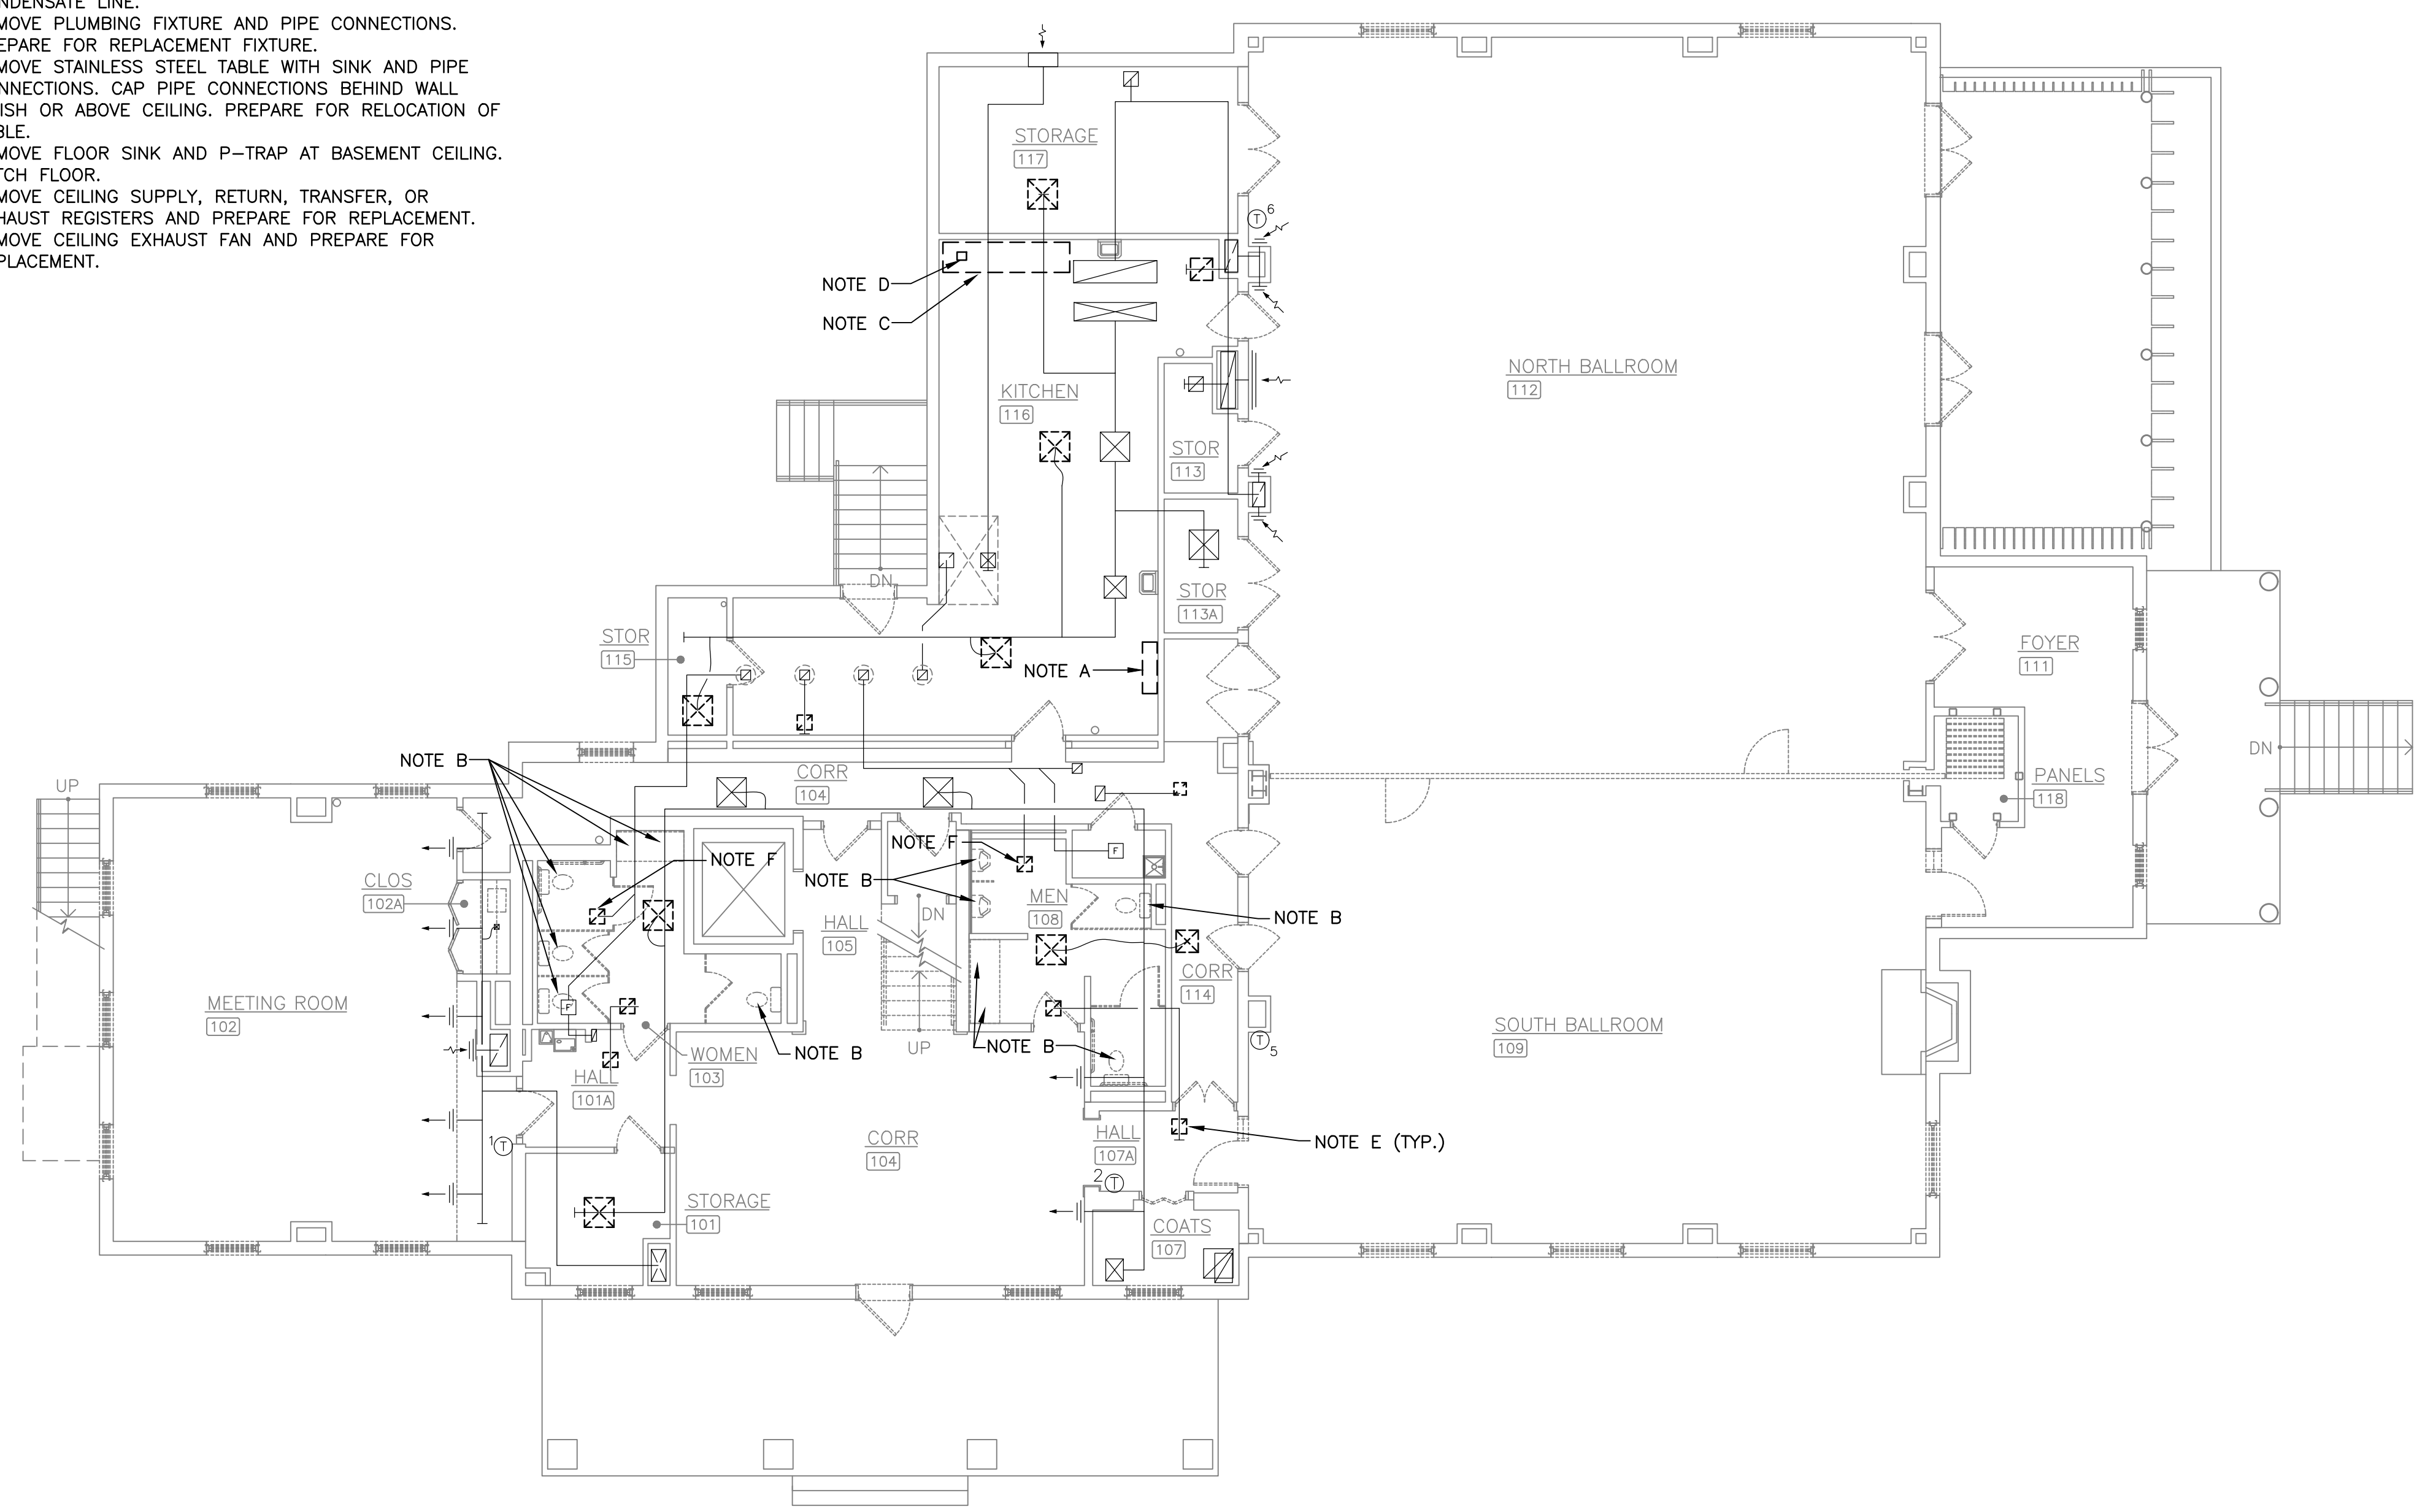 NDENSATE LINE.
MOVE PLUMBING FIXTURE AND PIPE CONNECTIONS.
EPARE FOR REPLACEMENT FIXTURE.
MOVE STAINLESS STEEL TABLE WITH SINK AND PIPE
NNECTIONS. CAP PIPE CONNECTIONS BEHIND WALL
ISH OR ABOVE CEILING. PREPARE FOR RELOCATION OF
BLE.
MOVE FLOOR SINK AND P-TRAP AT BASEMENT CEILING.
TCH FLOOR.
MOVE CEILING SUPPLY, RETURN, TRANSFER, OR
HAUST REGISTERS AND PREPARE FOR REPLACEMENT.
MOVE CEILING EXHAUST FAN AND PREPARE FOR
PLACEMENT.
STORAGE
117
T 6
NOTE D
NOTE C
NORTH BALLROOM
112
KITCHEN
116
STOR
113
DN
STOR
113A
STOR
115
NOTE A
FOYER
111
DN
PANELS
118
NOTE B
CORR
104
UP
NOTE F
NOTE F
NOTE B
CLOS
102A
MEN
108
NOTE B
HALL
105
DN
CORR
114
MEETING ROOM
102
F
F
SOUTH BALLROOM
109
T 5
WOMEN
103
NOTE B
UP
NOTE B
HALL
101A
1 T
CORR
104
HALL
107A
NOTE E (TYP.)
2 T
STORAGE
101
COATS
107